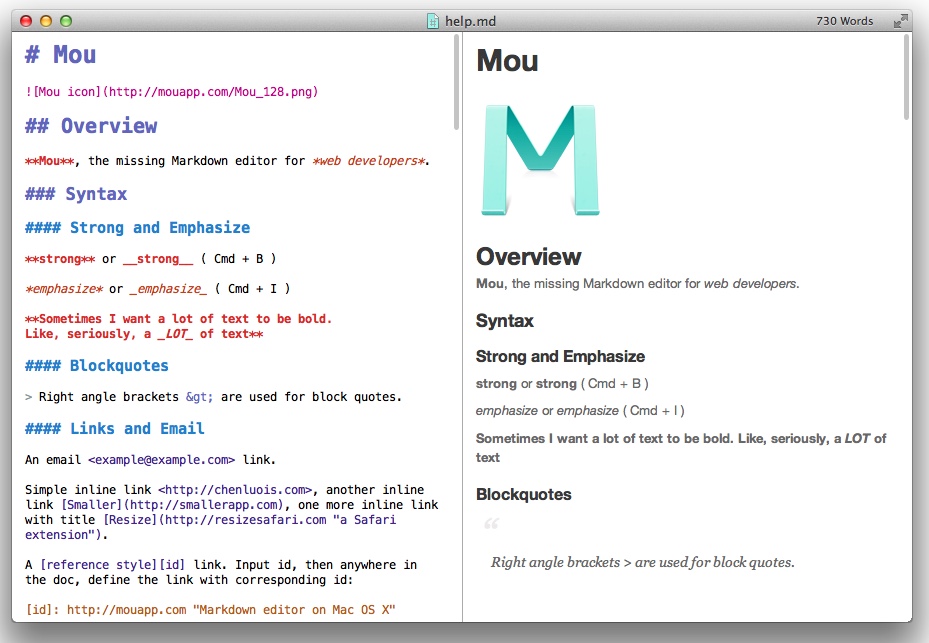 help.md
730 Words
# Mou
![Mou icon](http://mouapp.com/Mou_128.png)
## Overview
**Mou**, the missing Markdown editor for *web developers*.
### Syntax
#### Strong and Emphasize
**strong** or __strong__ ( Cmd + B )
*emphasize* or _emphasize_ ( Cmd + I )
**Sometimes I want a lot of text to be bold.
Like, seriously, a _LOT_ of text**
#### Blockquotes
> Right angle brackets &gt; are used for block quotes.
#### Links and Email
An email <example@example.com> link.
Simple inline link <http://chenluois.com>, another inline
link [Smaller](http://smallerapp.com), one more inline link
with title [Resize](http://resizesafari.com "a Safari
extension").
A [reference style][id] link. Input id, then anywhere in
the doc, define the link with corresponding id:
[id]: http://mouapp.com "Markdown editor on Mac OS X"
Mou
M
Overview
Mou, the missing Markdown editor for web developers.
Syntax
Strong and Emphasize
strong or strong ( Cmd + B )
emphasize or emphasize ( Cmd + I )
Sometimes I want a lot of text to be bold. Like, seriously, a LOT of
text
Blockquotes
“
Right angle brackets > are used for block quotes.